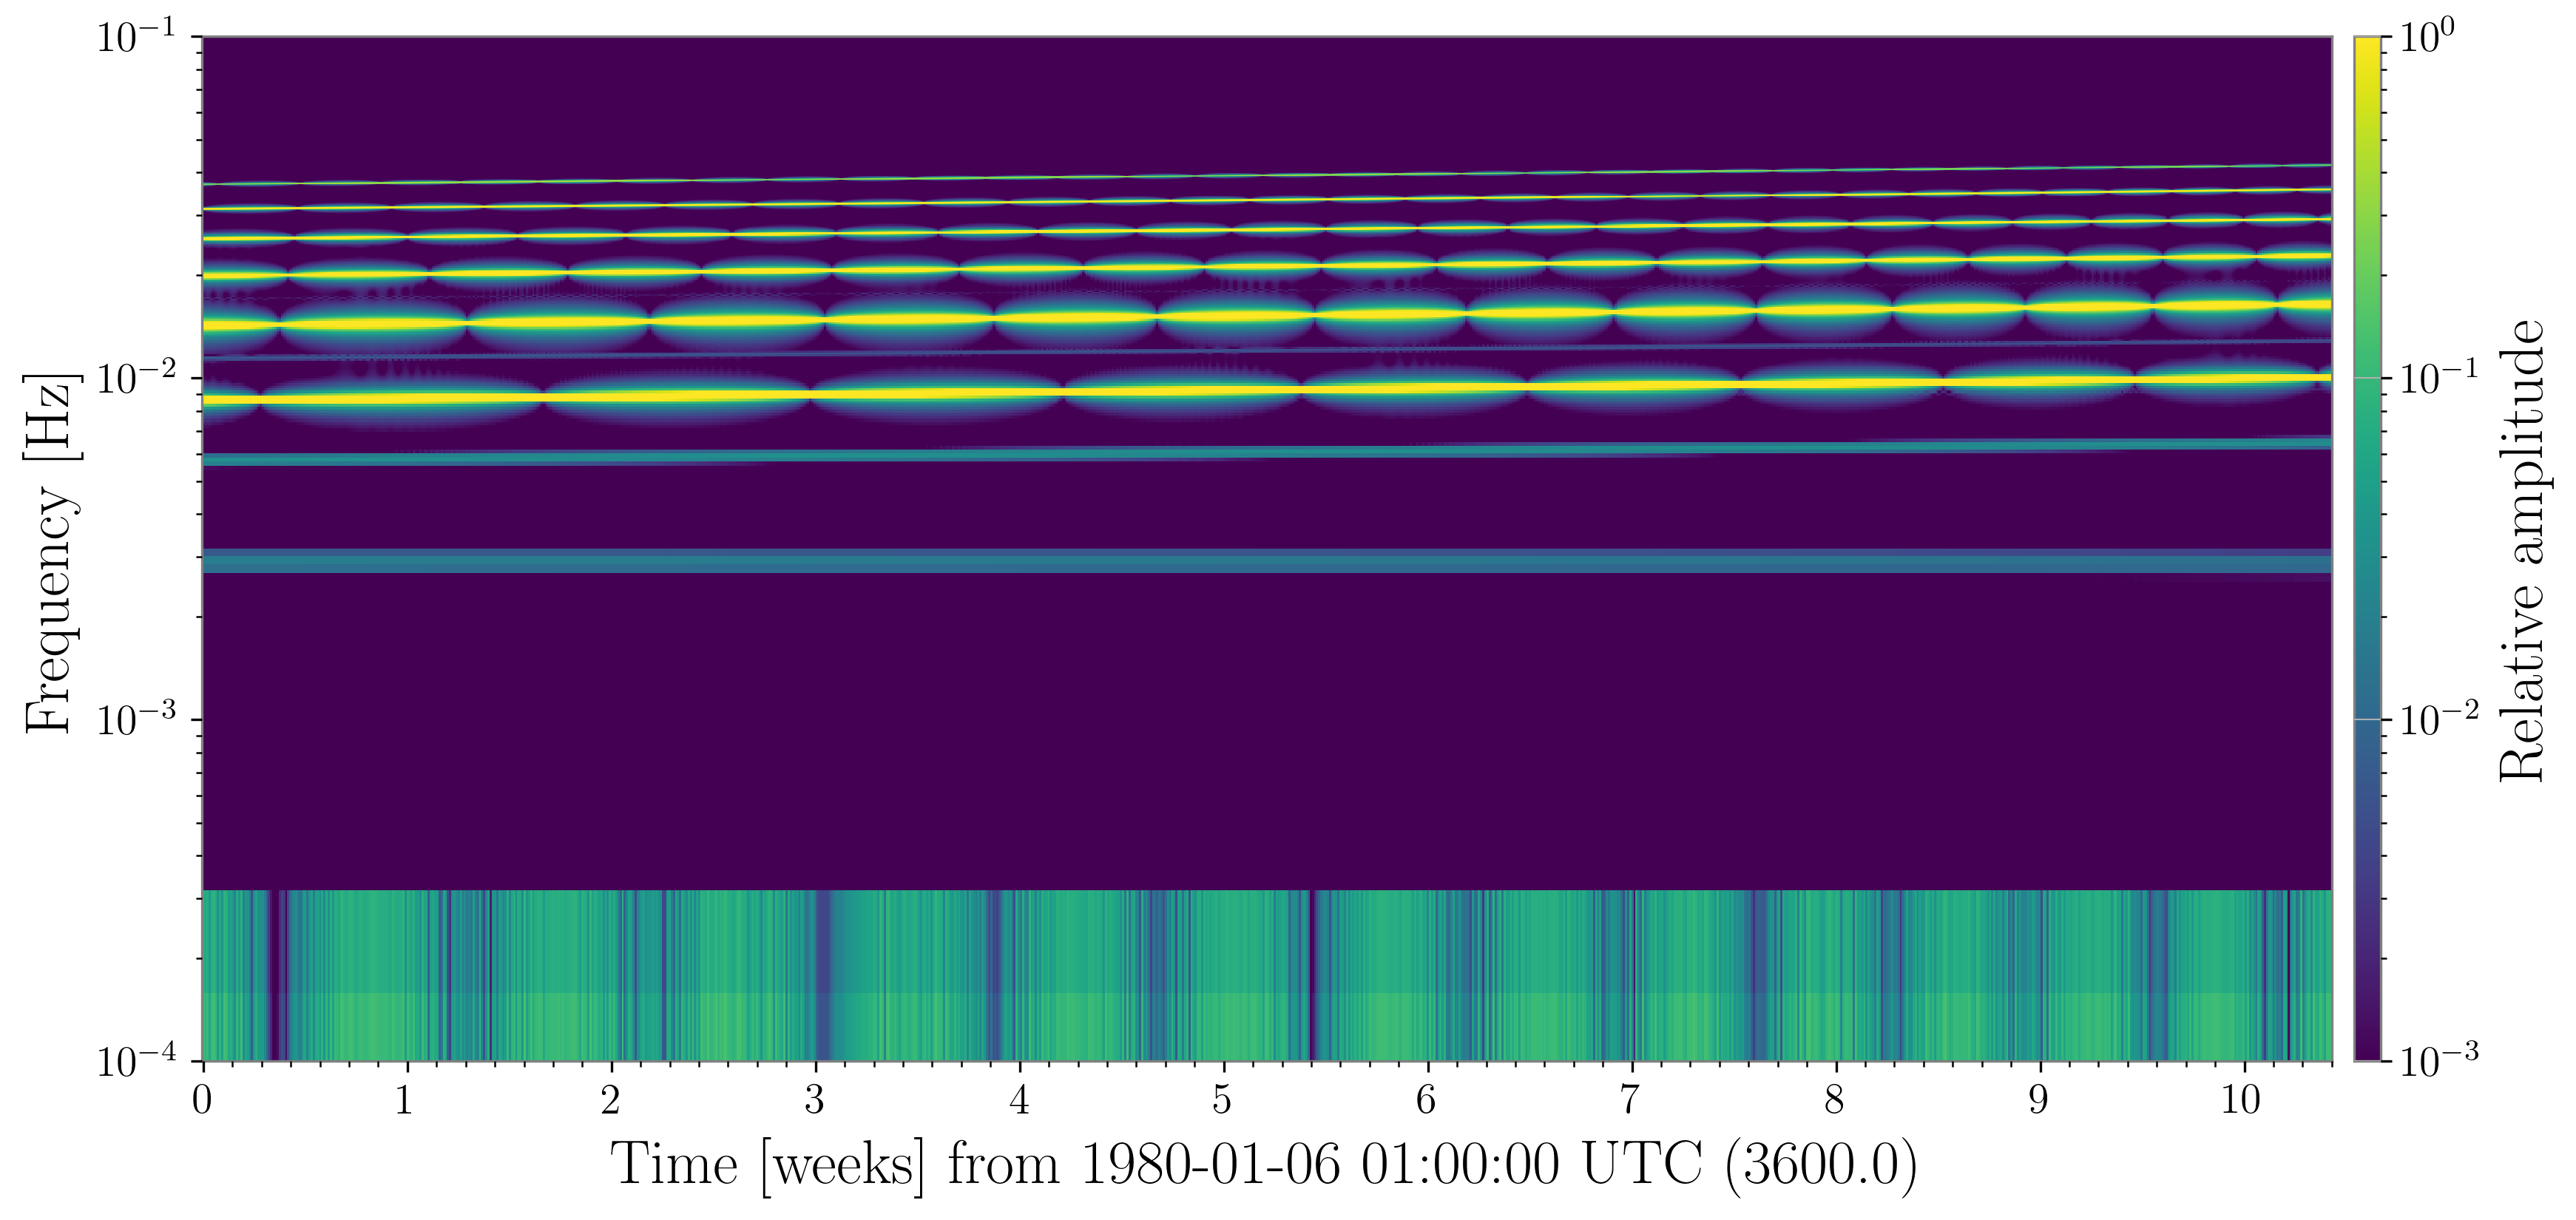 10⁻¹
10⁻²
10⁻³
10⁻⁴
Frequency [Hz]
0 1 2 3 4 5 6 7 8 9 10
Time [weeks] from 1980-01-06 01:00:00 UTC (3600.0)
10⁰
10⁻¹
10⁻²
10⁻³
Relative amplitude